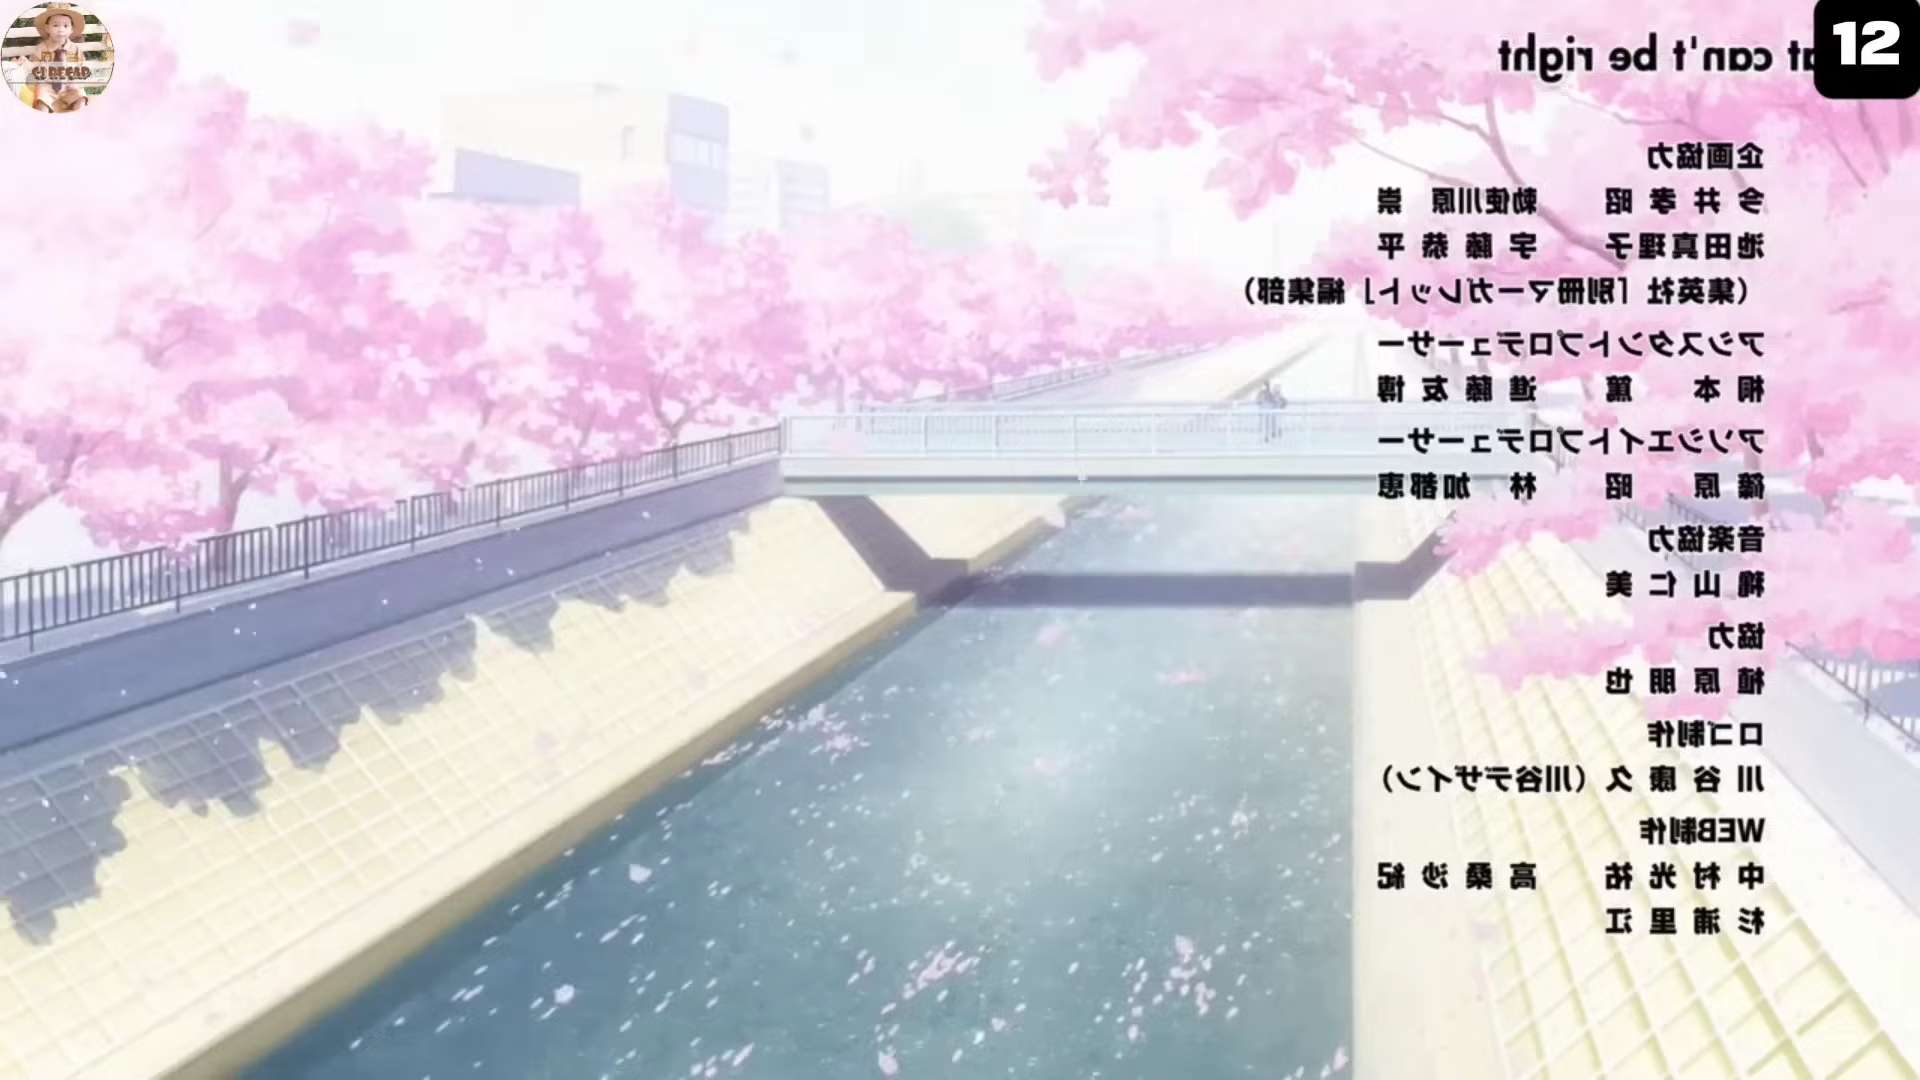 CJ RECAP
12
at can't be right
企画協力
今 井 孝 昭　勅使川原 崇
池田真理子　宇 藤 恭 平
（集英社「別冊マーガレット」編集部）
アシスタントプロデューサー
桐 本　篤　進 藤 友 博
アソシエイトプロデューサー
篠 原　昭　林　加都恵
音楽協力
穐 山 仁 美
協力
植 原 朋 也
ロゴ制作
川 谷 康 久（川谷デザイン）
WEB制作
中 村 光 祐　高 桑 沙 紀
杉 浦 里 江